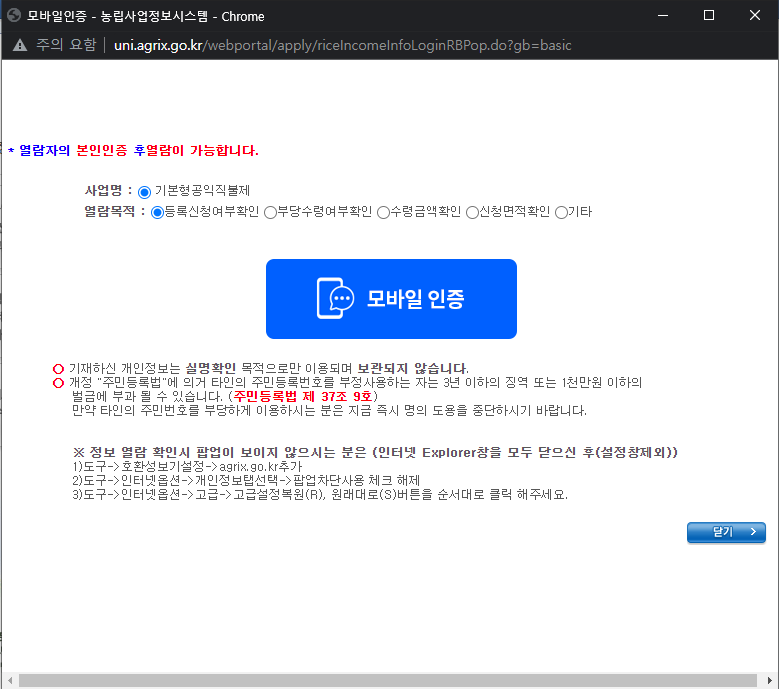 모바일인증 - 농림사업정보시스템 - Chrome
주의 요함 | uni.agrix.go.kr/webportal/apply/riceIncomeInfoLoginRBPop.do?gb=basic
* 열람자의 본인인증 후열람이 가능합니다.
사업명 : 기본형공익직불제
열람목적 : 등록신청여부확인 부당수령여부확인 수령금액확인 신청면적확인 기타
모바일 인증
기재하신 개인정보는 실명확인 목적으로만 이용되며 보관되지 않습니다.
개정 "주민등록법"에 의거 타인의 주민등록번호를 부정사용하는 자는 3년 이하의 징역 또는 1천만원 이하의
벌금에 부과 될 수 있습니다. (주민등록법 제 37조 9호)
만약 타인의 주민번호를 부당하게 이용하시는 분은 지금 즉시 명의 도용을 중단하시기 바랍니다.
※ 정보 열람 확인시 팝업이 보이지 않으시는 분은 (인터넷 Explorer창을 모두 닫으신 후(설정창제외))
1)도구->호환성보기설정->agrix.go.kr추가
2)도구->인터넷옵션->개인정보탭선택->팝업차단사용 체크 해제
3)도구->인터넷옵션->고급->고급설정복원(R), 원래대로(S)버튼을 순서대로 클릭 해주세요.
닫기